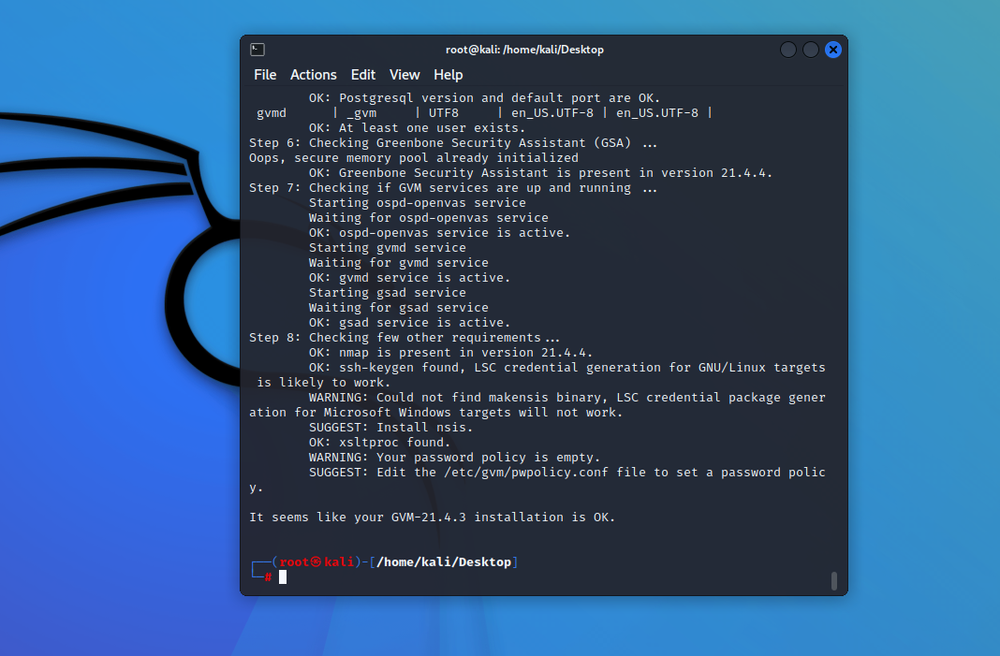 root@kali: /home/kali/Desktop
File Actions Edit View Help
OK: Postgresql version and default port are OK.
gvmd      | _gvm     | UTF8     | en_US.UTF-8 | en_US.UTF-8 |
OK: At least one user exists.
Step 6: Checking Greenbone Security Assistant (GSA) ...
Oops, secure memory pool already initialized
OK: Greenbone Security Assistant is present in version 21.4.4.
Step 7: Checking if GVM services are up and running ...
Starting ospd-openvas service
Waiting for ospd-openvas service
OK: ospd-openvas service is active.
Starting gvmd service
Waiting for gvmd service
OK: gvmd service is active.
Starting gsad service
Waiting for gsad service
OK: gsad service is active.
Step 8: Checking few other requirements...
OK: nmap is present in version 21.4.4.
OK: ssh-keygen found, LSC credential generation for GNU/Linux targets
is likely to work.
WARNING: Could not find makensis binary, LSC credential package gener
ation for Microsoft Windows targets will not work.
SUGGEST: Install nsis.
OK: xsltproc found.
WARNING: Your password policy is empty.
SUGGEST: Edit the /etc/gvm/pwpolicy.conf file to set a password polic
y.
It seems like your GVM-21.4.3 installation is OK.
┌──(root㉿kali)-[/home/kali/Desktop]
└─#